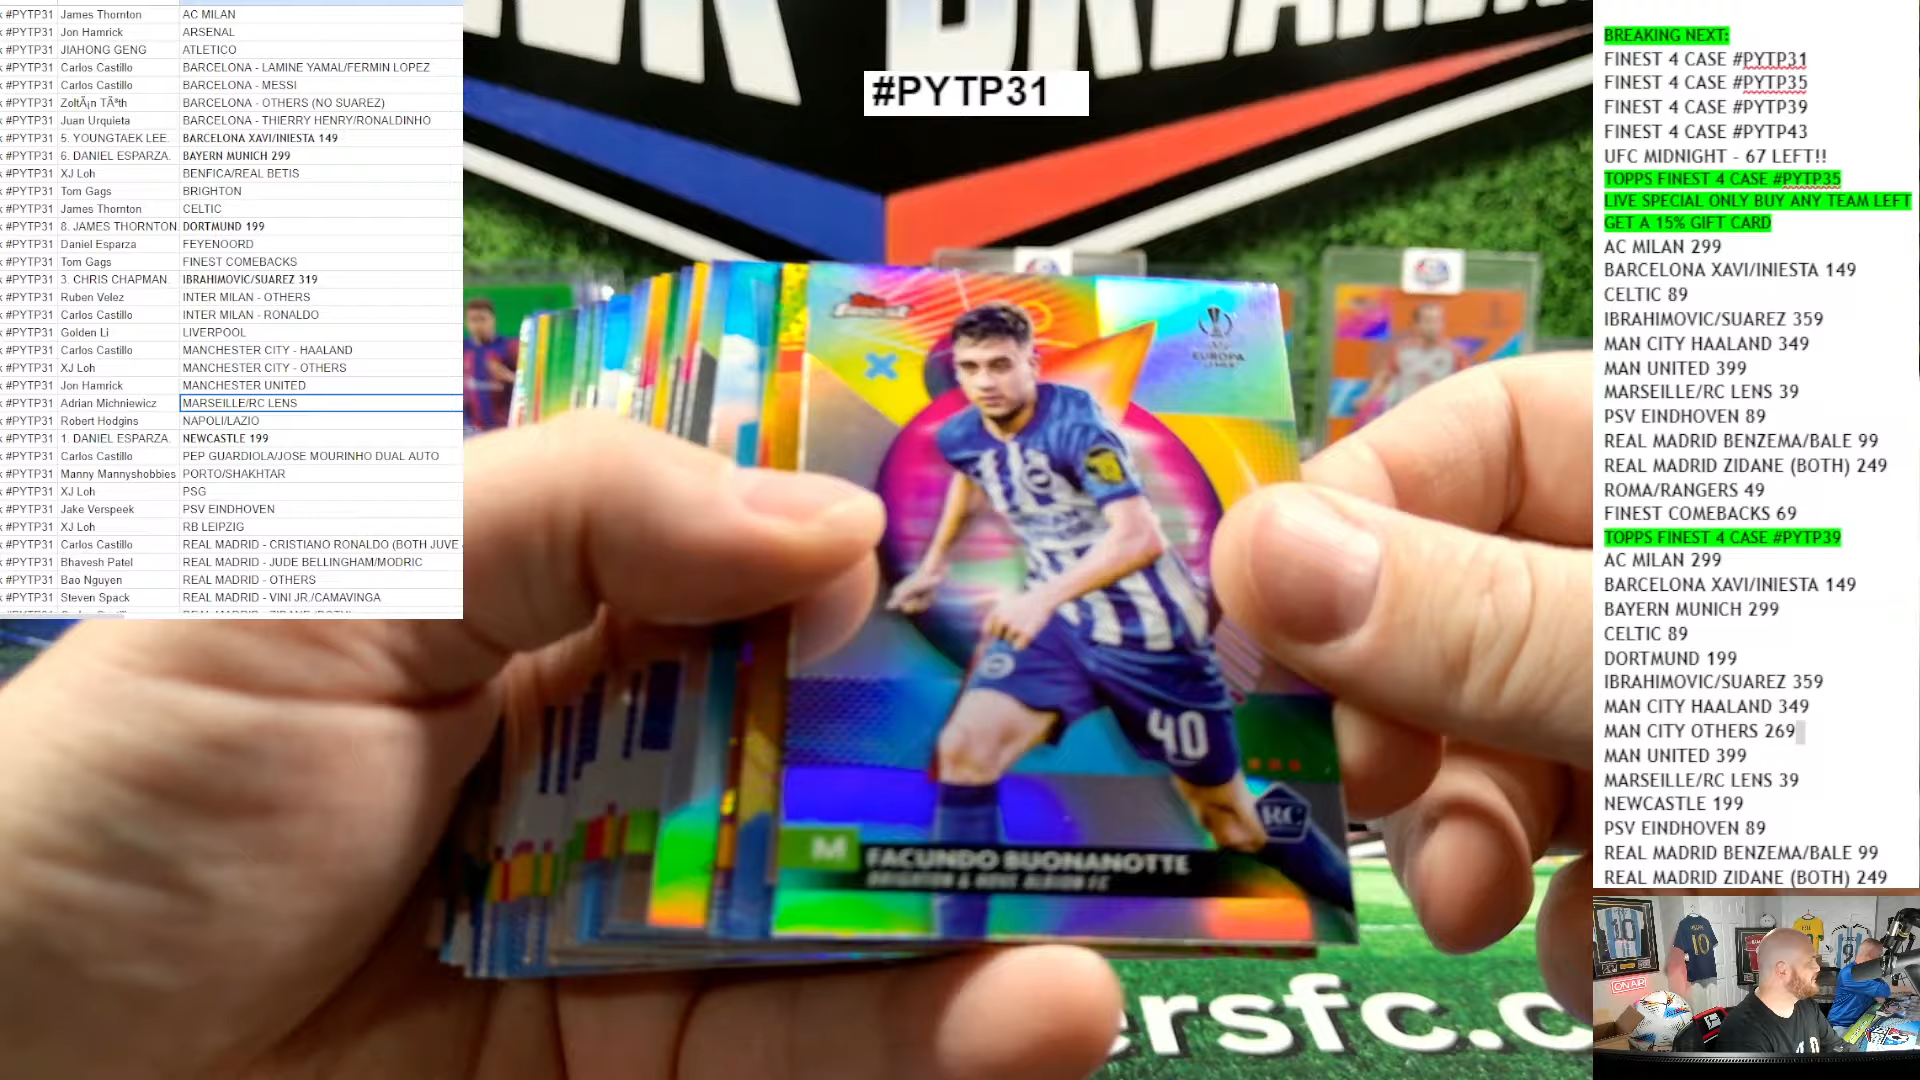 #PYTP31 James Thornton AC MILAN
#PYTP31 Jon Hamrick ARSENAL
#PYTP31 JIAHONG GENG ATLETICO
#PYTP31 Carlos Castillo BARCELONA - LAMINE YAMAL/FERMIN LOPEZ
#PYTP31 Carlos Castillo BARCELONA - MESSI
#PYTP31 ZoltÃ¡n TÃ³th BARCELONA - OTHERS (NO SUAREZ)
#PYTP31 Juan Urquieta BARCELONA - THIERRY HENRY/RONALDINHO
#PYTP31 5. YOUNGTAEK LEE. BARCELONA XAVI/INIESTA 149
#PYTP31 6. DANIEL ESPARZA. BAYERN MUNICH 299
#PYTP31 XJ Loh BENFICA/REAL BETIS
#PYTP31 Tom Gags BRIGHTON
#PYTP31 James Thornton CELTIC
#PYTP31 8. JAMES THORNTON. DORTMUND 199
#PYTP31 Daniel Esparza FEYENOORD
#PYTP31 Tom Gags FINEST COMEBACKS
#PYTP31 3. CHRIS CHAPMAN. IBRAHIMOVIC/SUAREZ 319
#PYTP31 Ruben Velez INTER MILAN - OTHERS
#PYTP31 Carlos Castillo INTER MILAN - RONALDO
#PYTP31 Golden Li LIVERPOOL
#PYTP31 Carlos Castillo MANCHESTER CITY - HAALAND
#PYTP31 XJ Loh MANCHESTER CITY - OTHERS
#PYTP31 Jon Hamrick MANCHESTER UNITED
#PYTP31 Adrian Michniewicz MARSEILLE/RC LENS
#PYTP31 Robert Hodgins NAPOLI/LAZIO
#PYTP31 1. DANIEL ESPARZA. NEWCASTLE 199
#PYTP31 Carlos Castillo PEP GUARDIOLA/JOSE MOURINHO DUAL AUTO
#PYTP31 Manny Mannyshobbies PORTO/SHAKHTAR
#PYTP31 XJ Loh PSG
#PYTP31 Jake Verspeek PSV EINDHOVEN
#PYTP31 XJ Loh RB LEIPZIG
#PYTP31 Carlos Castillo REAL MADRID - CRISTIANO RONALDO (BOTH JUVE
#PYTP31 Bhavesh Patel REAL MADRID - JUDE BELLINGHAM/MODRIC
#PYTP31 Bao Nguyen REAL MADRID - OTHERS
#PYTP31 Steven Spack REAL MADRID - VINI JR./CAMAVINGA
#PYTP31
Finest
EUROPA
40
RC
M FACUNDO BUONANOTTE
BRIGHTON & HOVE ALBION FC
ersfc.c
BREAKING NEXT:
FINEST 4 CASE #PYTP31
FINEST 4 CASE #PYTP35
FINEST 4 CASE #PYTP39
FINEST 4 CASE #PYTP43
UFC MIDNIGHT - 67 LEFT!!
TOPPS FINEST 4 CASE #PYTP35
LIVE SPECIAL ONLY BUY ANY TEAM LEFT
GET A 15% GIFT CARD
AC MILAN 299
BARCELONA XAVI/INIESTA 149
CELTIC 89
IBRAHIMOVIC/SUAREZ 359
MAN CITY HAALAND 349
MAN UNITED 399
MARSEILLE/RC LENS 39
PSV EINDHOVEN 89
REAL MADRID BENZEMA/BALE 99
REAL MADRID ZIDANE (BOTH) 249
ROMA/RANGERS 49
FINEST COMEBACKS 69
TOPPS FINEST 4 CASE #PYTP39
AC MILAN 299
BARCELONA XAVI/INIESTA 149
BAYERN MUNICH 299
CELTIC 89
DORTMUND 199
IBRAHIMOVIC/SUAREZ 359
MAN CITY HAALAND 349
MAN CITY OTHERS 269
MAN UNITED 399
MARSEILLE/RC LENS 39
NEWCASTLE 199
PSV EINDHOVEN 89
REAL MADRID BENZEMA/BALE 99
REAL MADRID ZIDANE (BOTH) 249
10
10
ON AIR